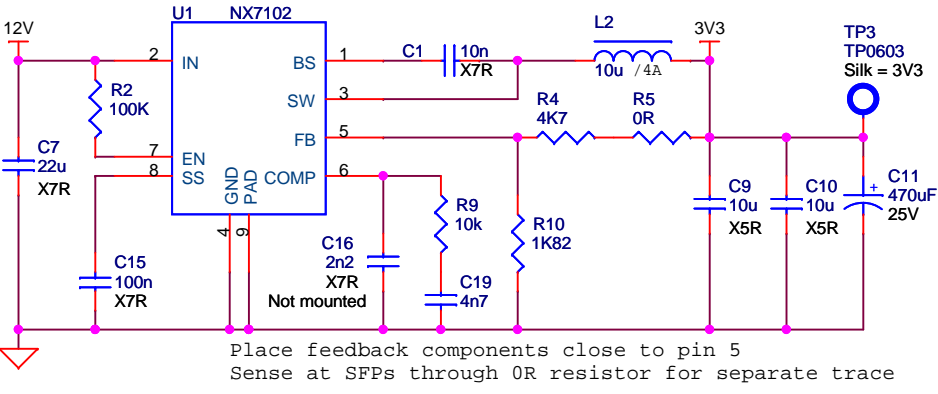 U1 NX7102
12V
2 IN
BS 1
C1 10n
X7R
L2
10u /4A
3V3
TP3
TP0603
Silk = 3V3
R2
100K
SW 3
R4
4K7
R5
0R
FB 5
C7
22u
X7R
7 EN
8 SS
COMP 6
GND
PAD
4
9
R9
10k
R10
1K82
C9
10u
X5R
C10
10u
X5R
C11
+ 470uF
25V
C15
100n
X7R
C16
2n2
X7R
Not mounted
C19
4n7
Place feedback components close to pin 5
Sense at SFPs through 0R resistor for separate trace